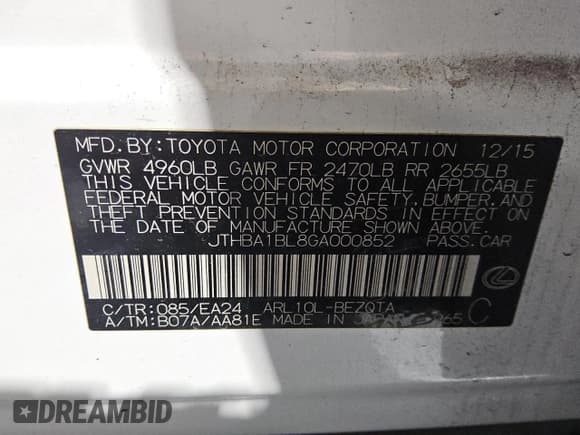 MFD.BY:TOYOTA MOTOR CORPORATION 12/15
GVWR 4960LB GAWR FR 2470LB RR 2655LB
THIS VEHICLE CONFORMS TO ALL APPLICABLE
FEDERAL MOTOR VEHICLE SAFETY,BUMPER,AND
THEFT PREVENTION STANDARDS IN EFFECT ON
THE DATE OF MANUFACTURE SHOWN ABOVE.
JTHBA1BL8GA000852 PASS.CAR
C/TR:085/EA24 ARL10L-BEZQTA C
A/TM:B07A/AA81E MADE IN
DREAMBID